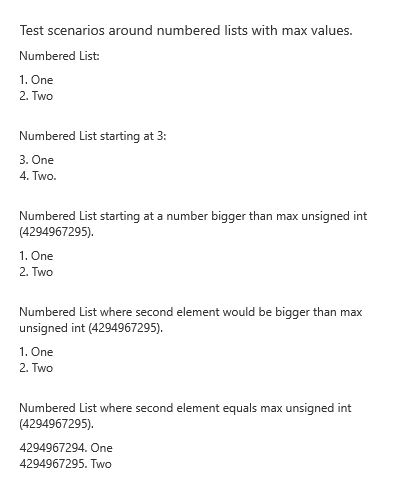 Test scenarios around numbered lists with max values.
Numbered List:
1. One
2. Two
Numbered List starting at 3:
3. One
4. Two.
Numbered List starting at a number bigger than max unsigned int
(4294967295).
1. One
2. Two
Numbered List where second element would be bigger than max
unsigned int (4294967295).
1. One
2. Two
Numbered List where second element equals max unsigned int
(4294967295).
4294967294. One
4294967295. Two